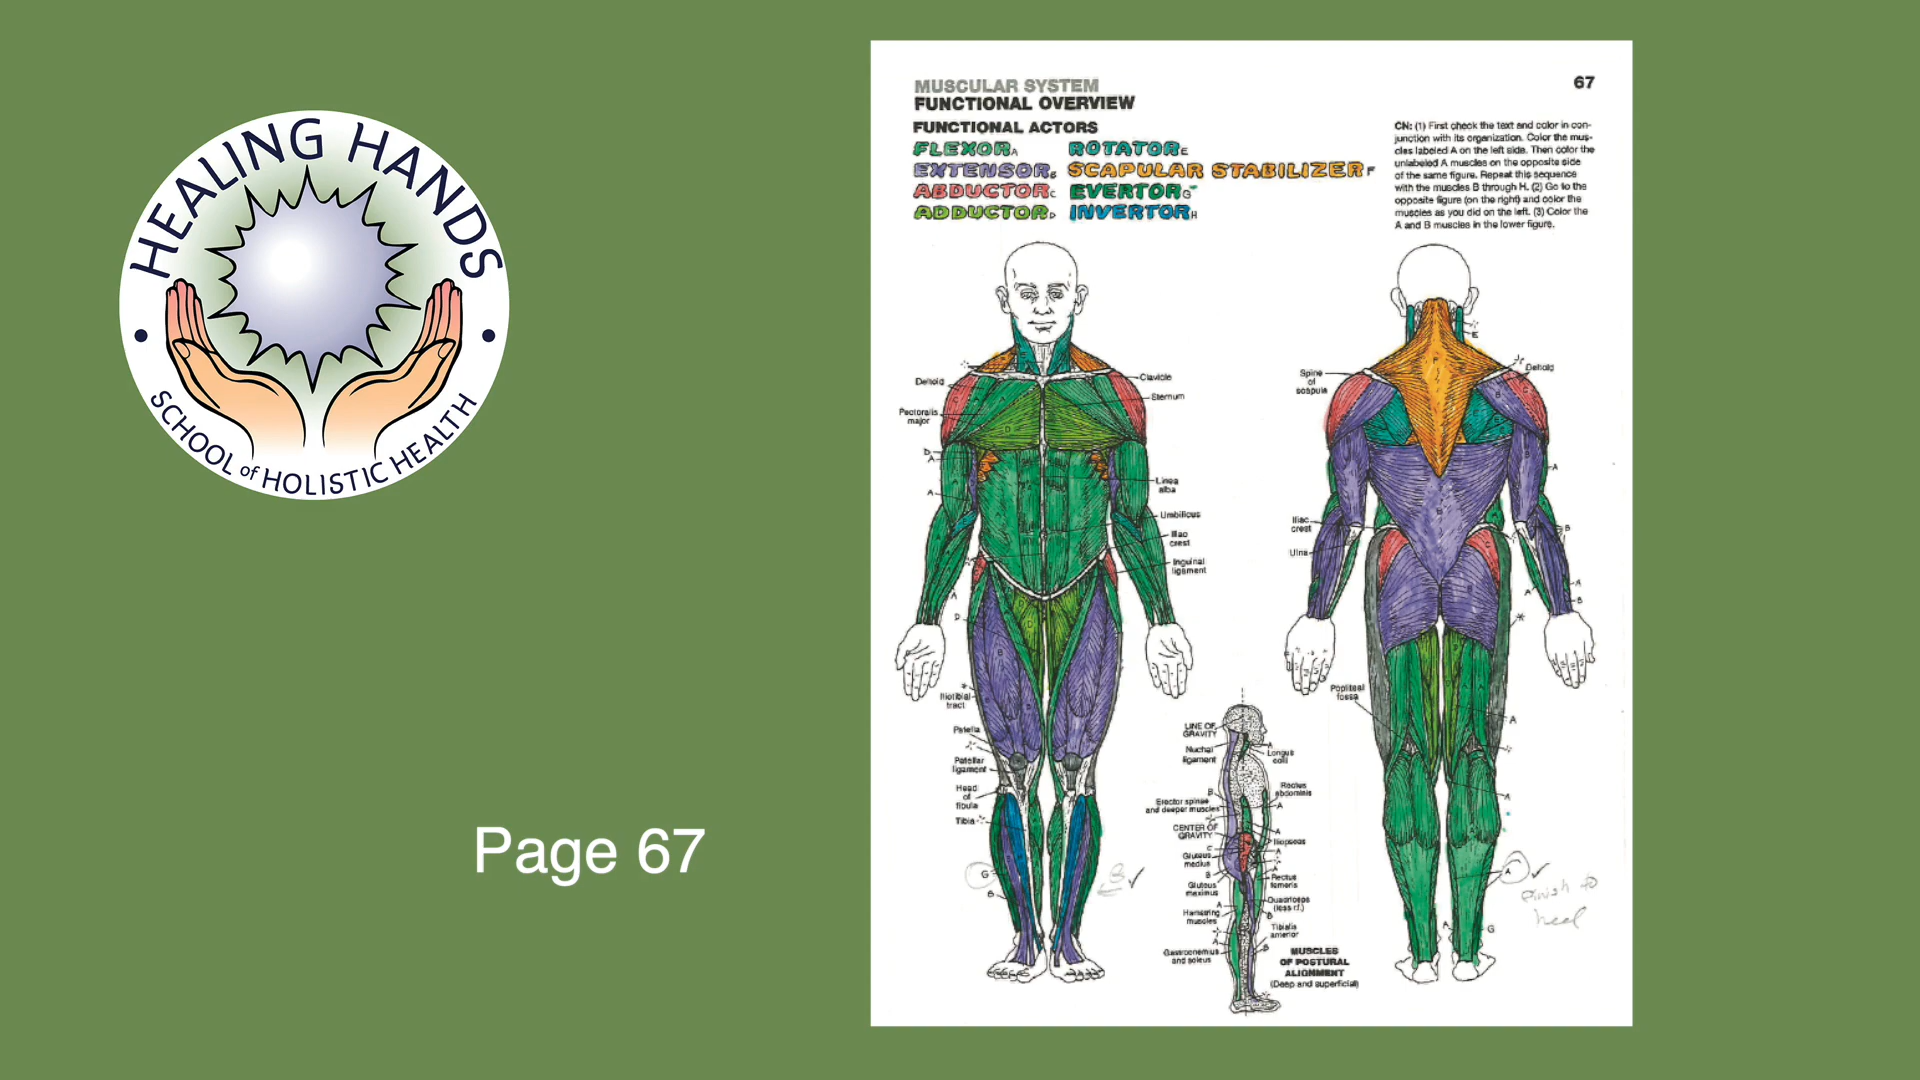 HEALING HANDS
SCHOOL of HOLISTIC HEALTH
Page 67
MUSCULAR SYSTEM
FUNCTIONAL OVERVIEW
67
FUNCTIONAL ACTORS
FLEXOR A
ROTATOR E
EXTENSOR B
SCAPULAR STABILIZER F
ABDUCTOR C
EVERTOR G
ADDUCTOR D
INVERTOR H
CN: (1) First check the text and color in con-
junction with its organization. Color the mus-
cles labeled A on the left side. Then color the
unlabeled A muscles on the opposite side
of the same figure. Repeat this sequence
with the muscles B through H. (2) Go to the
opposite figure (on the right) and color the
muscles as you did on the left. (3) Color the
A and B muscles in the lower figure.
Deltoid
Pectoralis
major
D
A
A
A
D
Iliotibial
tract
Patella
Patellar
ligament
Head
of
fibula
Tibia
G
B
Clavicle
Sternum
Linea
alba
Umbilicus
Iliac
crest
Inguinal
ligament
B ✓
LINE OF
GRAVITY
Nuchal
ligament
B
Erector spinae
and deeper muscles
CENTER OF
GRAVITY
C
Gluteus
medius
B
Gluteus
maximus
A
Hamstring
muscles
A
Gastrocnemius
and soleus
A
Longus
colli
Rectus
abdominis
A
A
Iliopsoas
A
A
Rectus
femoris
Quadriceps
(less r.f.)
B
Tibialis
anterior
B
MUSCLES
OF POSTURAL
ALIGNMENT
(Deep and superficial)
E
Spine
of
scapula
Deltoid
A
Iliac
crest
Ulna
B
A
A
B
Popliteal
fossa
A
A
A ✓
Finish to
heel
A
G